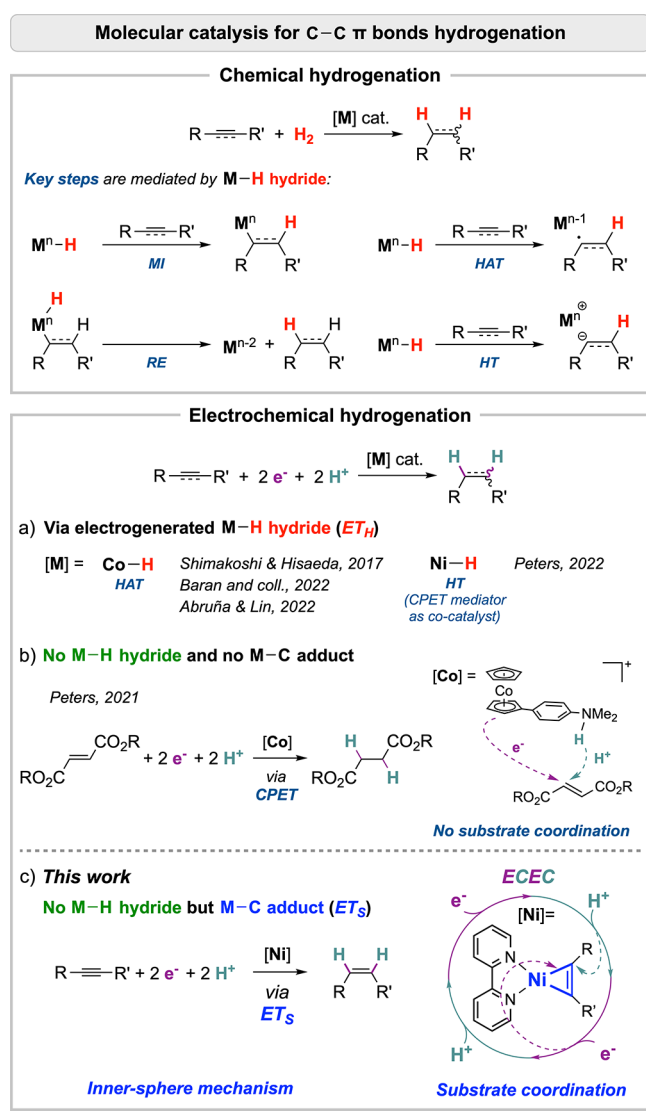 Molecular catalysis for C–C π bonds hydrogenation
Chemical hydrogenation
R R' + H2 [M] cat. H H R R'
Key steps are mediated by M–H hydride:
Mⁿ–H R R' MI Mⁿ H R R'
Mⁿ–H R R' HAT Mⁿ⁻¹ • H R R'
H Mⁿ H R R' RE Mⁿ⁻² + H H R R'
Mⁿ–H R R' HT Mⁿ ⊕ ⊖ H R R'
Electrochemical hydrogenation
R R' + 2 e⁻ + 2 H⁺ [M] cat. H H R R'
a) Via electrogenerated M–H hydride (ETH)
[M] = Co–H HAT
Shimakoshi & Hisaeda, 2017
Baran and coll., 2022
Abruña & Lin, 2022
Ni–H HT
(CPET mediator
as co-catalyst)
Peters, 2022
b) No M–H hydride and no M–C adduct
Peters, 2021
RO2C CO2R + 2 e⁻ + 2 H⁺ [Co] via CPET H CO2R RO2C H
[Co] = Co NMe2 H +
e⁻ H⁺
RO2C CO2R
No substrate coordination
c) This work
No M–H hydride but M–C adduct (ETS)
R R' + 2 e⁻ + 2 H⁺ [Ni] via ETS H H R R'
Inner-sphere mechanism
ECEC
e⁻ [Ni]= H⁺
N N Ni R R'
H⁺ e⁻
Substrate coordination